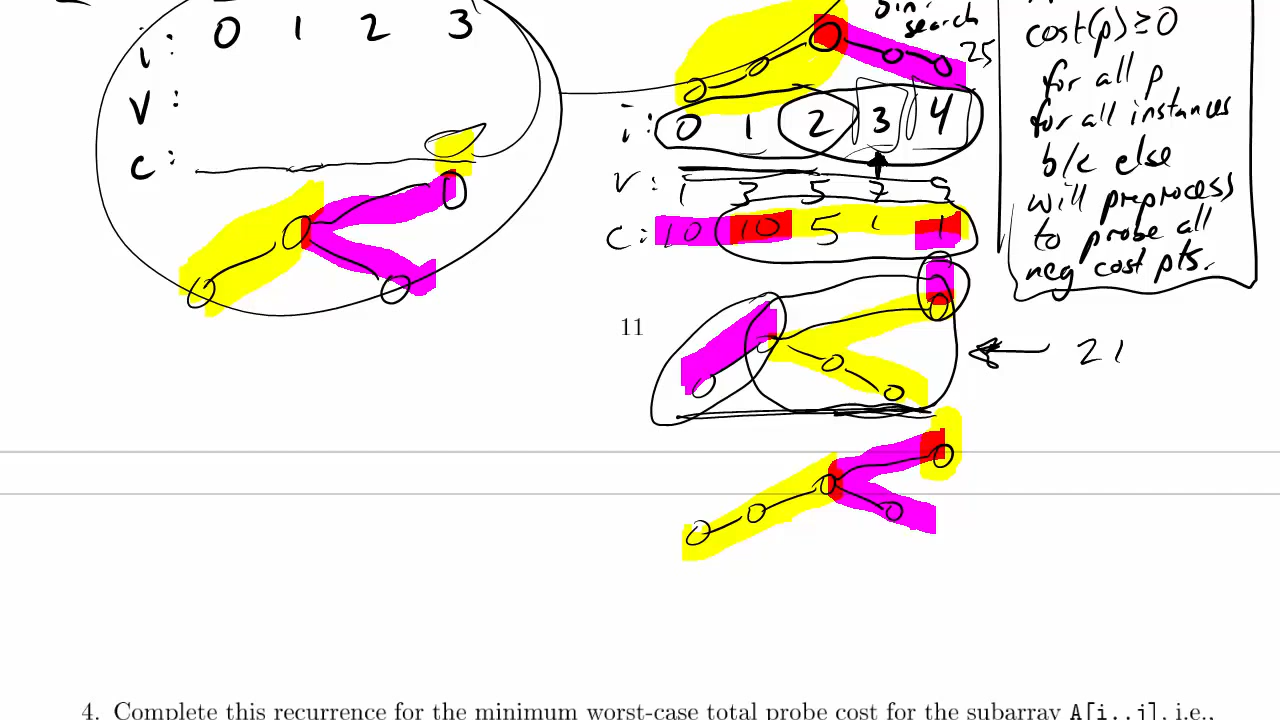 i: 0 1 2 3
V:
C:
search
25
i: 0 1 2 3 4
V: 1 3 5 7 9
C: 10 10 5 1 1
cost(p) ≥ 0
for all p
for all instances
b/c else
will preprocess
to probe all
neg cost pts.
11
21
4. Complete this recurrence for the minimum worst-case total probe cost for the subarray A[i..j], i.e.,